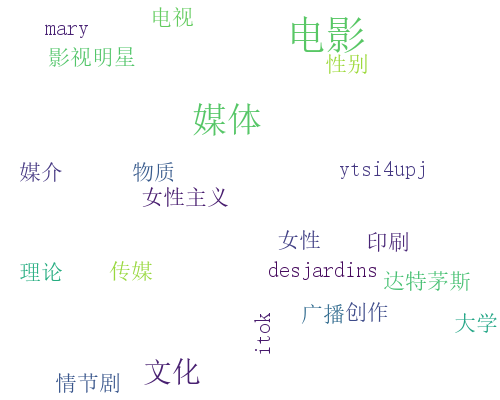 电视
mary
电影
影视明星
性别
媒体
媒介
物质
ytsi4upj
女性主义
女性
印刷
理论
传媒
desjardins
达特茅斯
广播
创作
itok
大学
情节剧
文化